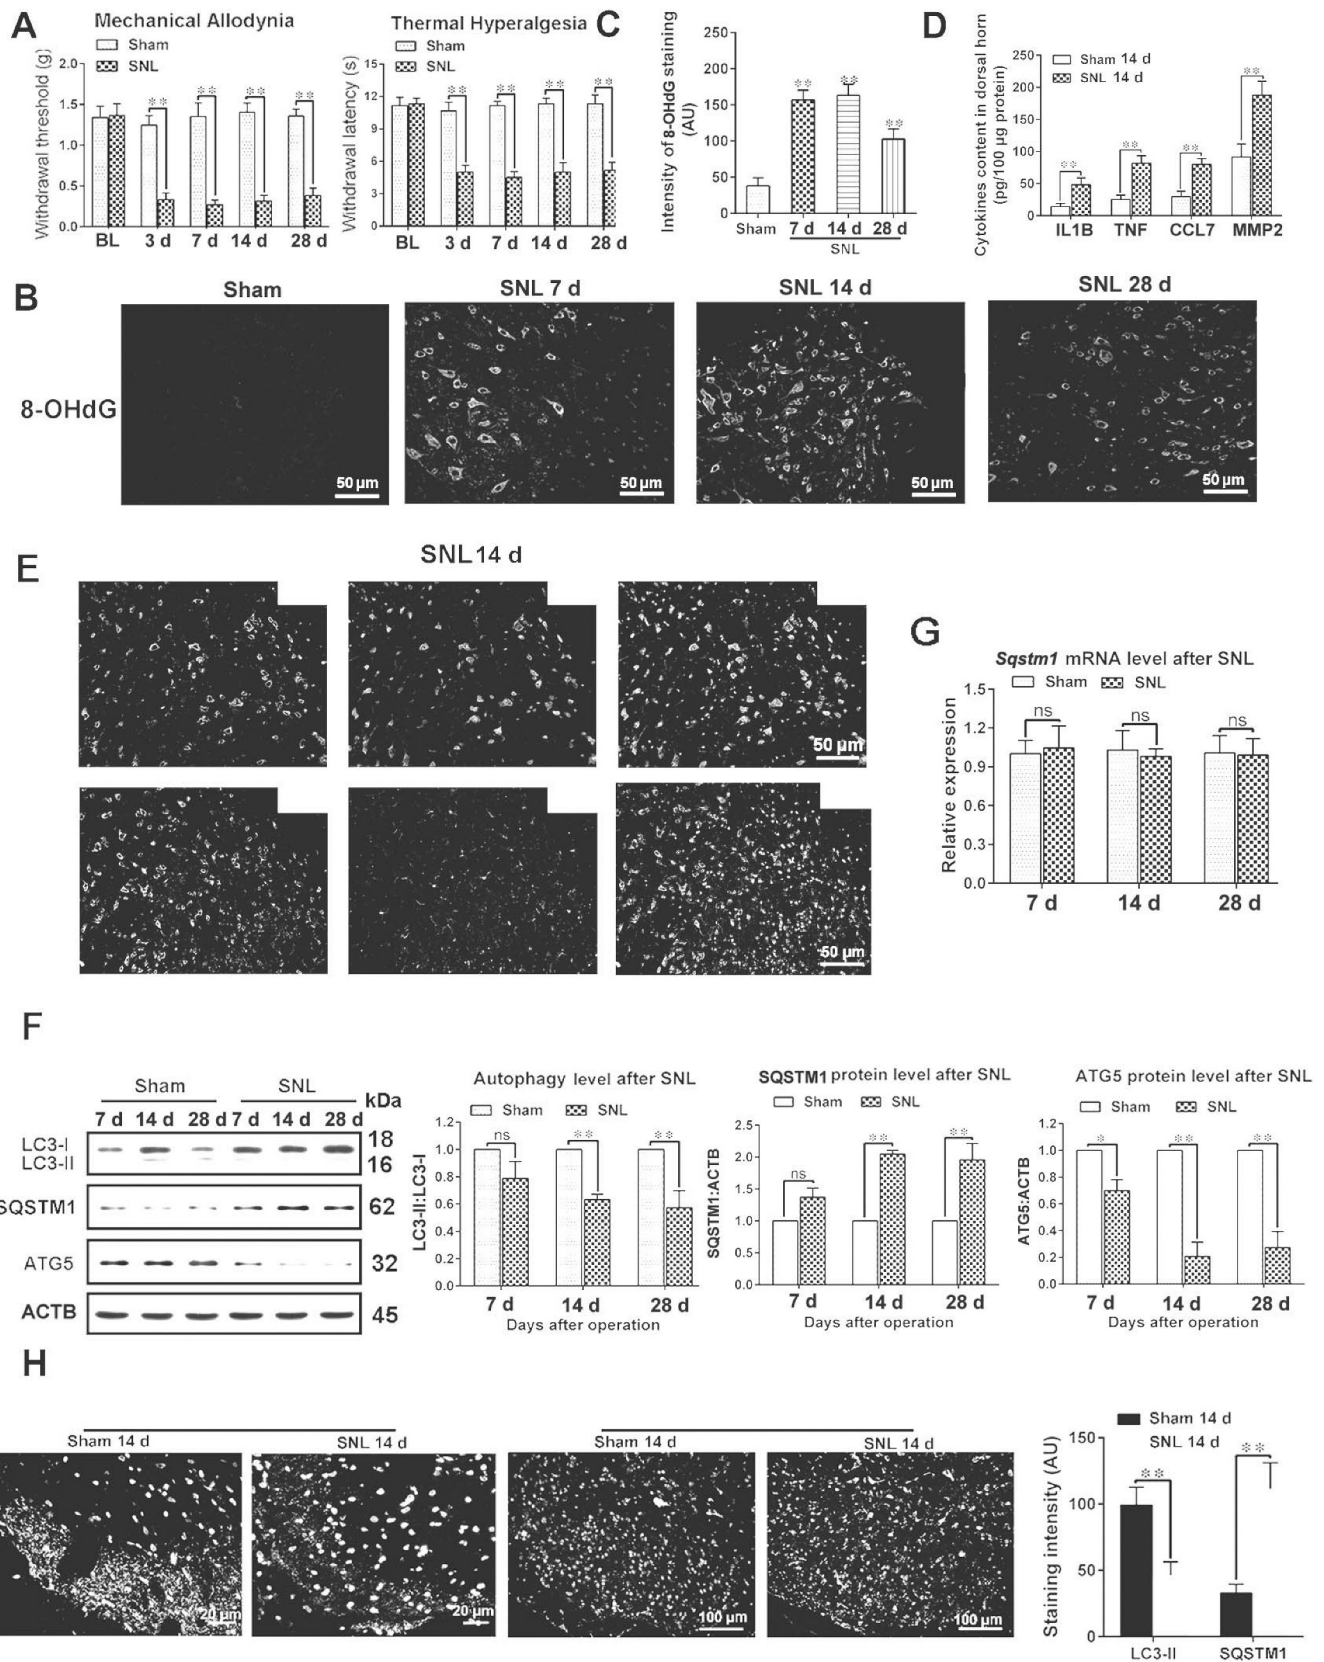 A
Mechanical Allodynia
Sham
SNL
Withdrawal threshold (g)
2.0
1.5
1.0
0.5
0.0
** ** ** **
BL 3 d 7 d 14 d 28 d
Thermal Hyperalgesia
Sham
SNL
Withdrawal latency (s)
15
12
9
6
3
0
** ** ** **
BL 3 d 7 d 14 d 28 d
C
Intensity of 8-OHdG staining
(AU)
250
200
150
100
50
0
** ** **
Sham 7 d 14 d 28 d
SNL
D
Cytokines content in dorsal horn
(pg/100 µg protein)
Sham 14 d
SNL 14 d
250
200
150
100
50
0
** ** ** **
IL1B TNF CCL7 MMP2
B
Sham SNL 7 d SNL 14 d SNL 28 d
8-OHdG
50 µm 50 µm 50 µm 50 µm
E
SNL 14 d
50 µm
50 µm
G
Sqstm1 mRNA level after SNL
Sham SNL
Relative expression
1.5
1.2
0.9
0.6
0.3
0.0
ns ns ns
7 d 14 d 28 d
F
Sham SNL
7 d 14 d 28 d 7 d 14 d 28 d kDa
LC3-I 18
LC3-II 16
SQSTM1 62
ATG5 32
ACTB 45
Autophagy level after SNL
Sham SNL
LC3-II:LC3-I
1.2
1.0
0.8
0.6
0.4
0.2
0.0
ns ** **
7 d 14 d 28 d
Days after operation
SQSTM1 protein level after SNL
Sham SNL
SQSTM1:ACTB
2.5
2.0
1.5
1.0
0.5
0.0
ns ** **
7 d 14 d 28 d
Days after operation
ATG5 protein level after SNL
Sham SNL
ATG5:ACTB
1.2
1.0
0.8
0.6
0.4
0.2
0.0
* ** **
7 d 14 d 28 d
Days after operation
H
Sham 14 d SNL 14 d Sham 14 d SNL 14 d
20 µm 20 µm 100 µm 100 µm
Sham 14 d
SNL 14 d
Staining intensity (AU)
150
100
50
0
** **
LC3-II SQSTM1